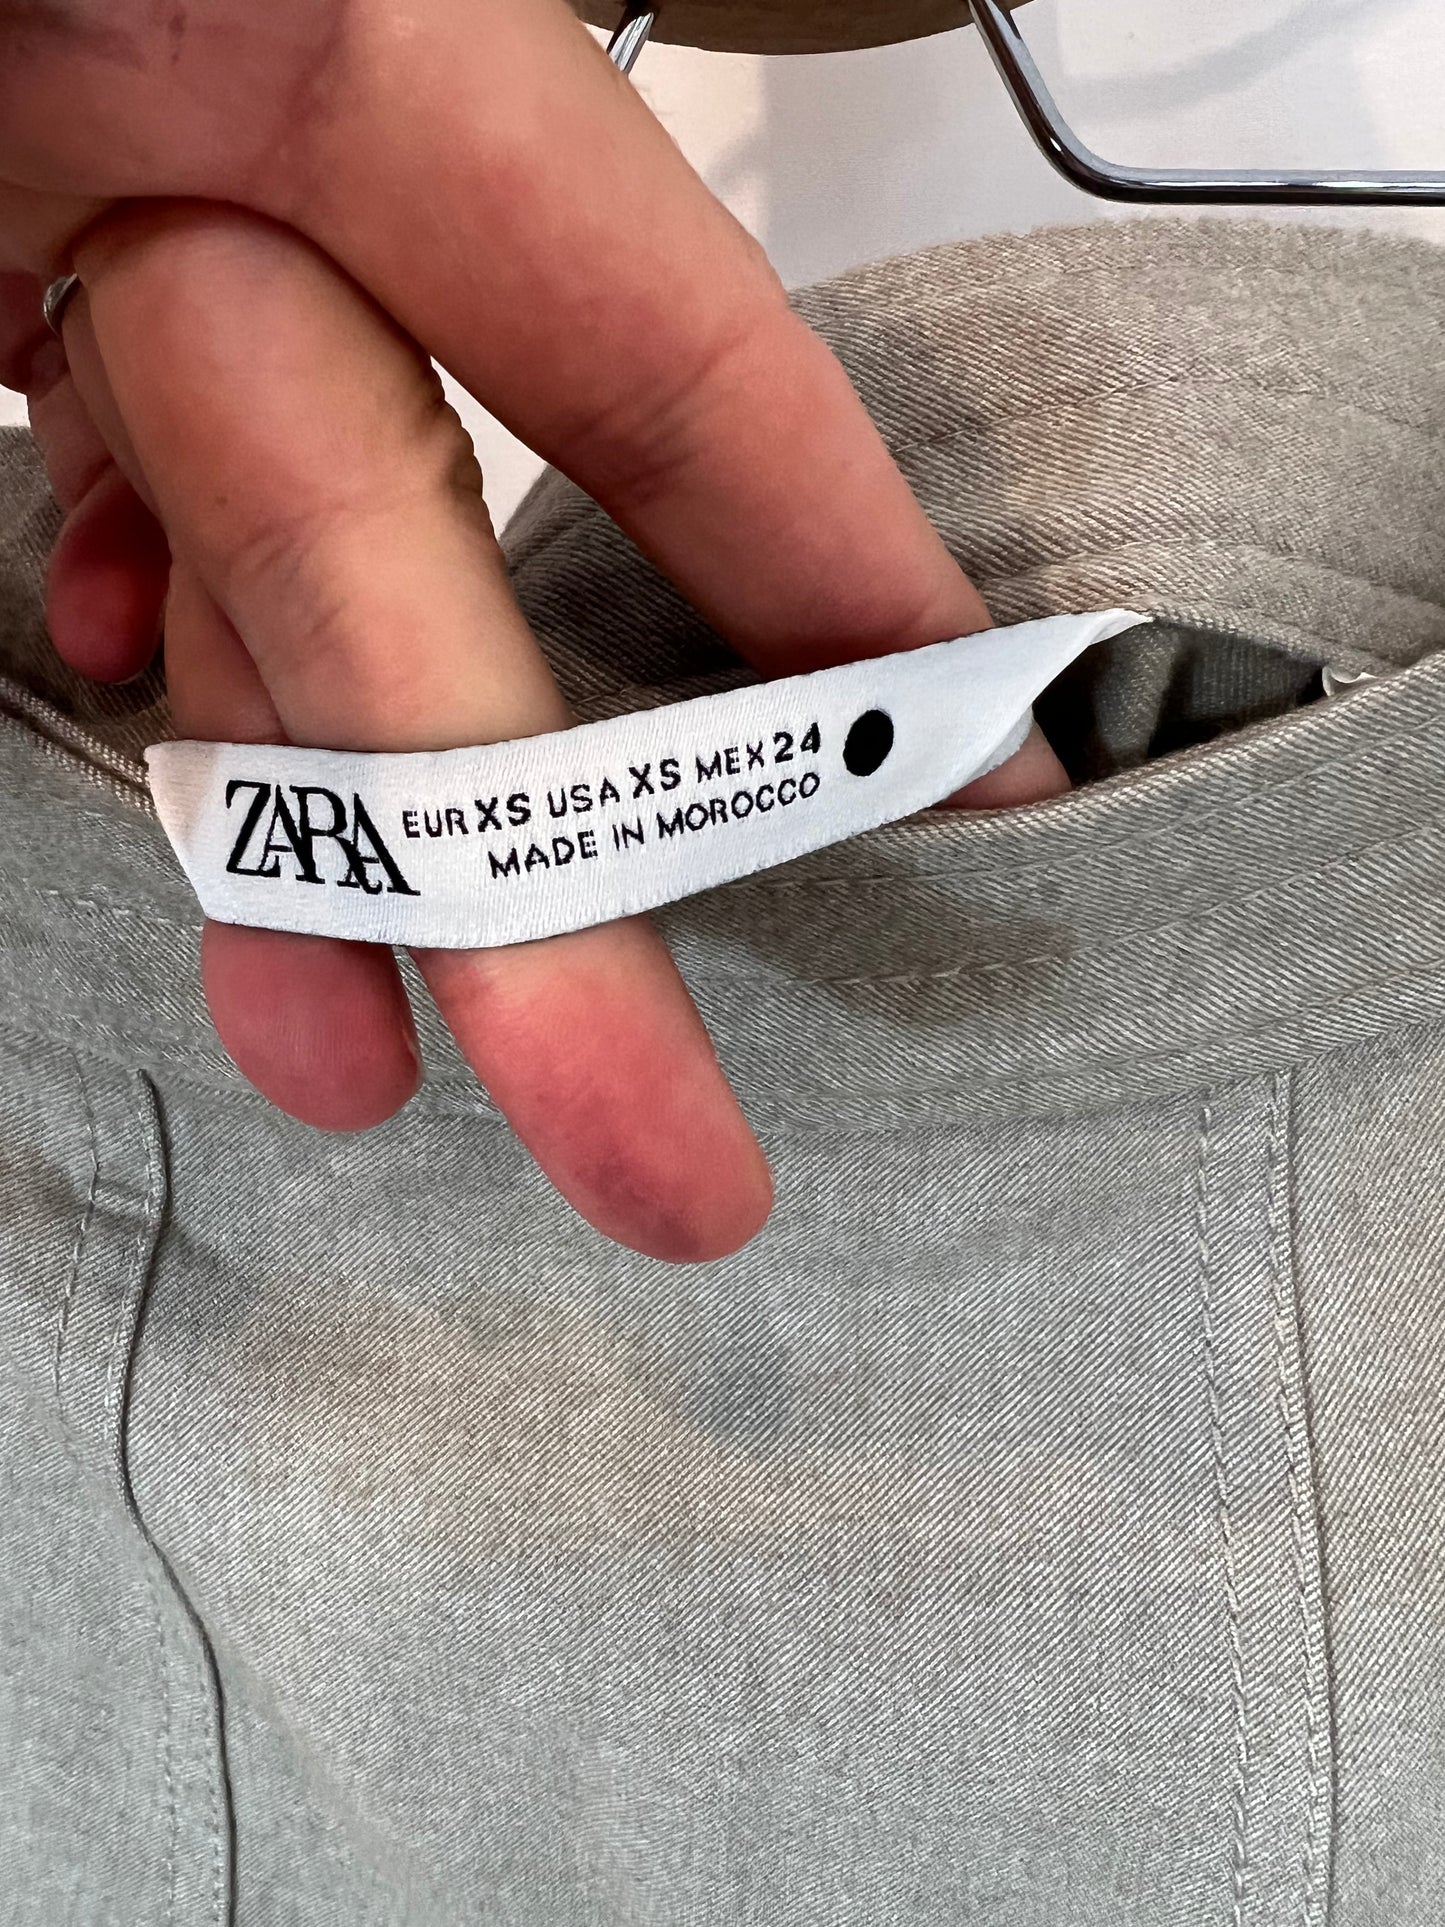 ZARA
EUR XS USA XS MEX 24
MADE IN MOROCCO